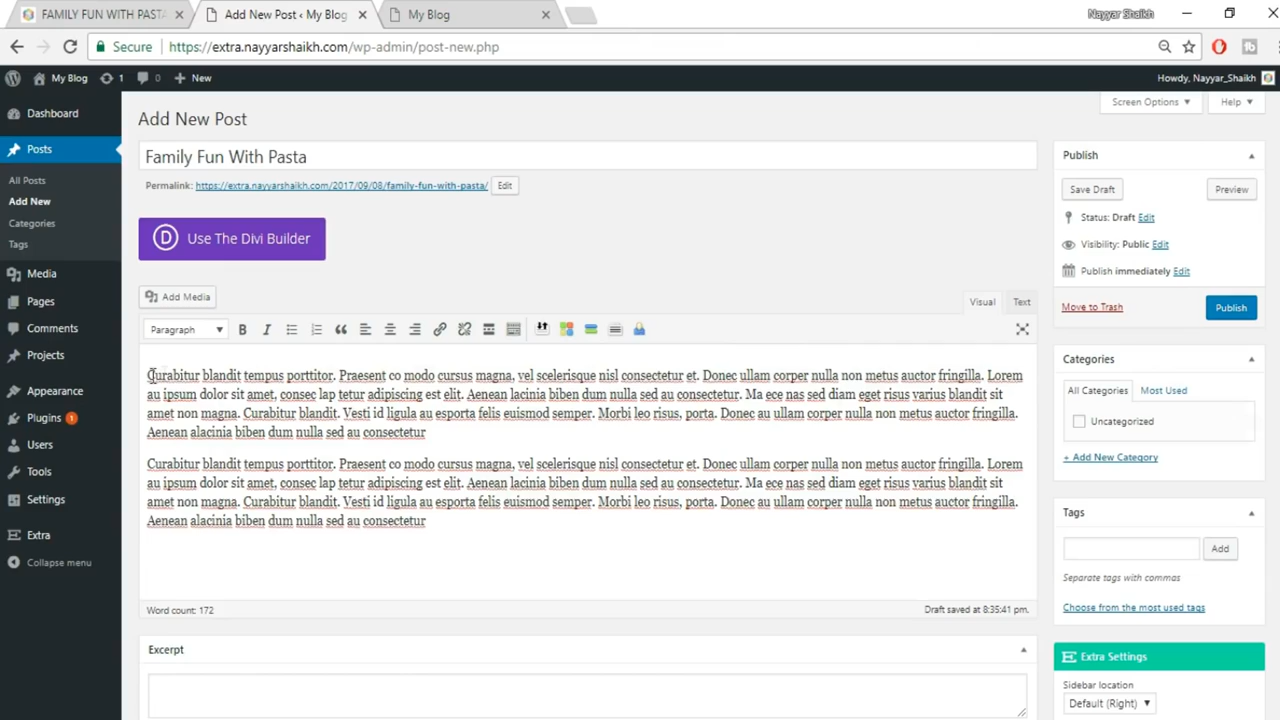 FAMILY FUN WITH PASTA
Add New Post ‹ My Blog
My Blog
Nayyar Shaikh
Secure
https://extra.nayyarshaikh.com/wp-admin/post-new.php
My Blog
1
0
New
Howdy, Nayyar_Shaikh
Dashboard
Posts
All Posts
Add New
Categories
Tags
Media
Pages
Comments
Projects
Appearance
Plugins 1
Users
Tools
Settings
Extra
Collapse menu
Screen Options
Help
Add New Post
Family Fun With Pasta
Permalink: https://extra.nayyarshaikh.com/2017/09/08/family-fun-with-pasta/ Edit
D Use The Divi Builder
Add Media
Visual
Text
Paragraph
B I
Curabitur blandit tempus porttitor. Praesent co modo cursus magna, vel scelerisque nisl consectetur et. Donec ullam corper nulla non metus auctor fringilla. Lorem
au ipsum dolor sit amet, consec lap tetur adipiscing est elit. Aenean lacinia biben dum nulla sed au consectetur. Ma ece nas sed diam eget risus varius blandit sit
amet non magna. Curabitur blandit. Vesti id ligula au esporta felis euismod semper. Morbi leo risus, porta. Donec au ullam corper nulla non metus auctor fringilla.
Aenean alacinia biben dum nulla sed au consectetur
Curabitur blandit tempus porttitor. Praesent co modo cursus magna, vel scelerisque nisl consectetur et. Donec ullam corper nulla non metus auctor fringilla. Lorem
au ipsum dolor sit amet, consec lap tetur adipiscing est elit. Aenean lacinia biben dum nulla sed au consectetur. Ma ece nas sed diam eget risus varius blandit sit
amet non magna. Curabitur blandit. Vesti id ligula au esporta felis euismod semper. Morbi leo risus, porta. Donec au ullam corper nulla non metus auctor fringilla.
Aenean alacinia biben dum nulla sed au consectetur
Word count: 172
Draft saved at 8:35:41 pm.
Excerpt
Publish
Save Draft
Preview
Status: Draft Edit
Visibility: Public Edit
Publish immediately Edit
Move to Trash
Publish
Categories
All Categories
Most Used
Uncategorized
+ Add New Category
Tags
Add
Separate tags with commas
Choose from the most used tags
Extra Settings
Sidebar location
Default (Right)